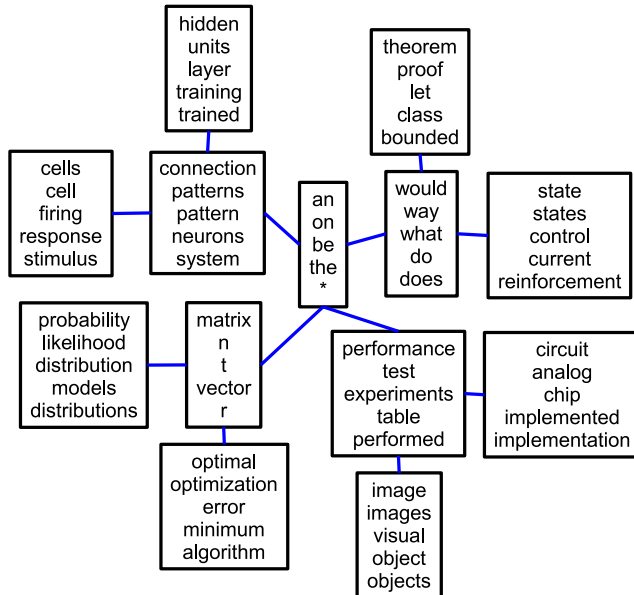 hidden
units
layer
training
trained
theorem
proof
let
class
bounded
cells
cell
firing
response
stimulus
connection
patterns
pattern
neurons
system
an
on
be
the
*
would
way
what
do
does
state
states
control
current
reinforcement
probability
likelihood
distribution
models
distributions
matrix
n
t
vector
r
performance
test
experiments
table
performed
circuit
analog
chip
implemented
implementation
optimal
optimization
error
minimum
algorithm
image
images
visual
object
objects